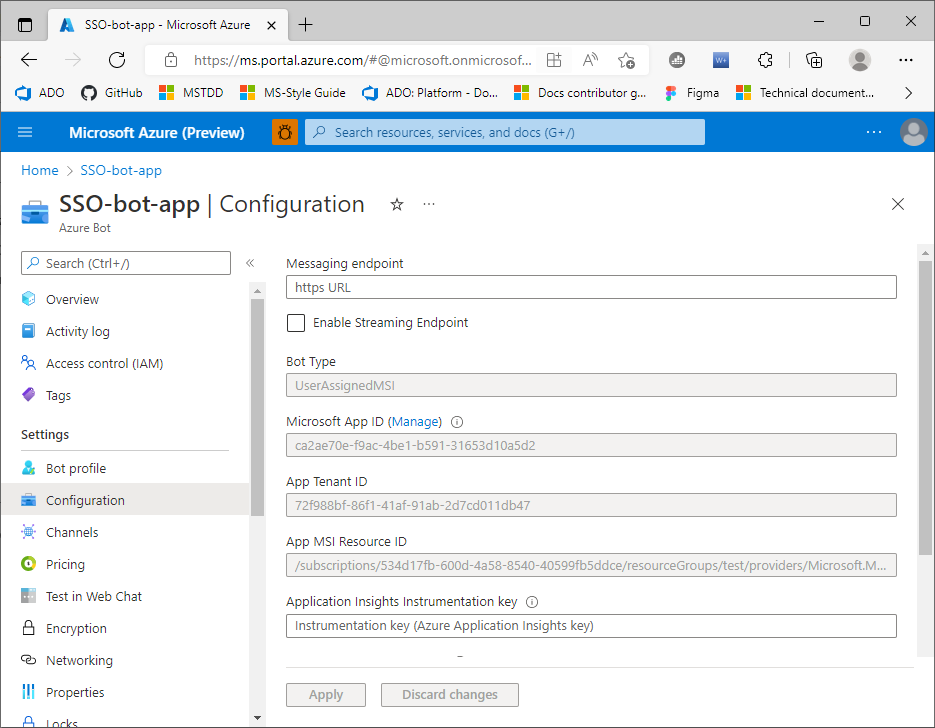 SSO-bot-app - Microsoft Azure
https://ms.portal.azure.com/#@microsoft.onmicrosof...
ADO GitHub MSTDD MS-Style Guide ADO: Platform - Do... Docs contributor g... Figma Technical document...
Microsoft Azure (Preview) Search resources, services, and docs (G+/) ...
Home > SSO-bot-app
SSO-bot-app | Configuration ...
Azure Bot
Search (Ctrl+/) «
Overview
Activity log
Access control (IAM)
Tags
Settings
Bot profile
Configuration
Channels
Pricing
Test in Web Chat
Encryption
Networking
Properties
Locks
Messaging endpoint
https URL
Enable Streaming Endpoint
Bot Type
UserAssignedMSI
Microsoft App ID (Manage)
ca2ae70e-f9ac-4be1-b591-31653d10a5d2
App Tenant ID
72f988bf-86f1-41af-91ab-2d7cd011db47
App MSI Resource ID
/subscriptions/534d17fb-600d-4a58-8540-40599fb5ddce/resourceGroups/test/providers/Microsoft.M...
Application Insights Instrumentation key
Instrumentation key (Azure Application Insights key)
Apply Discard changes